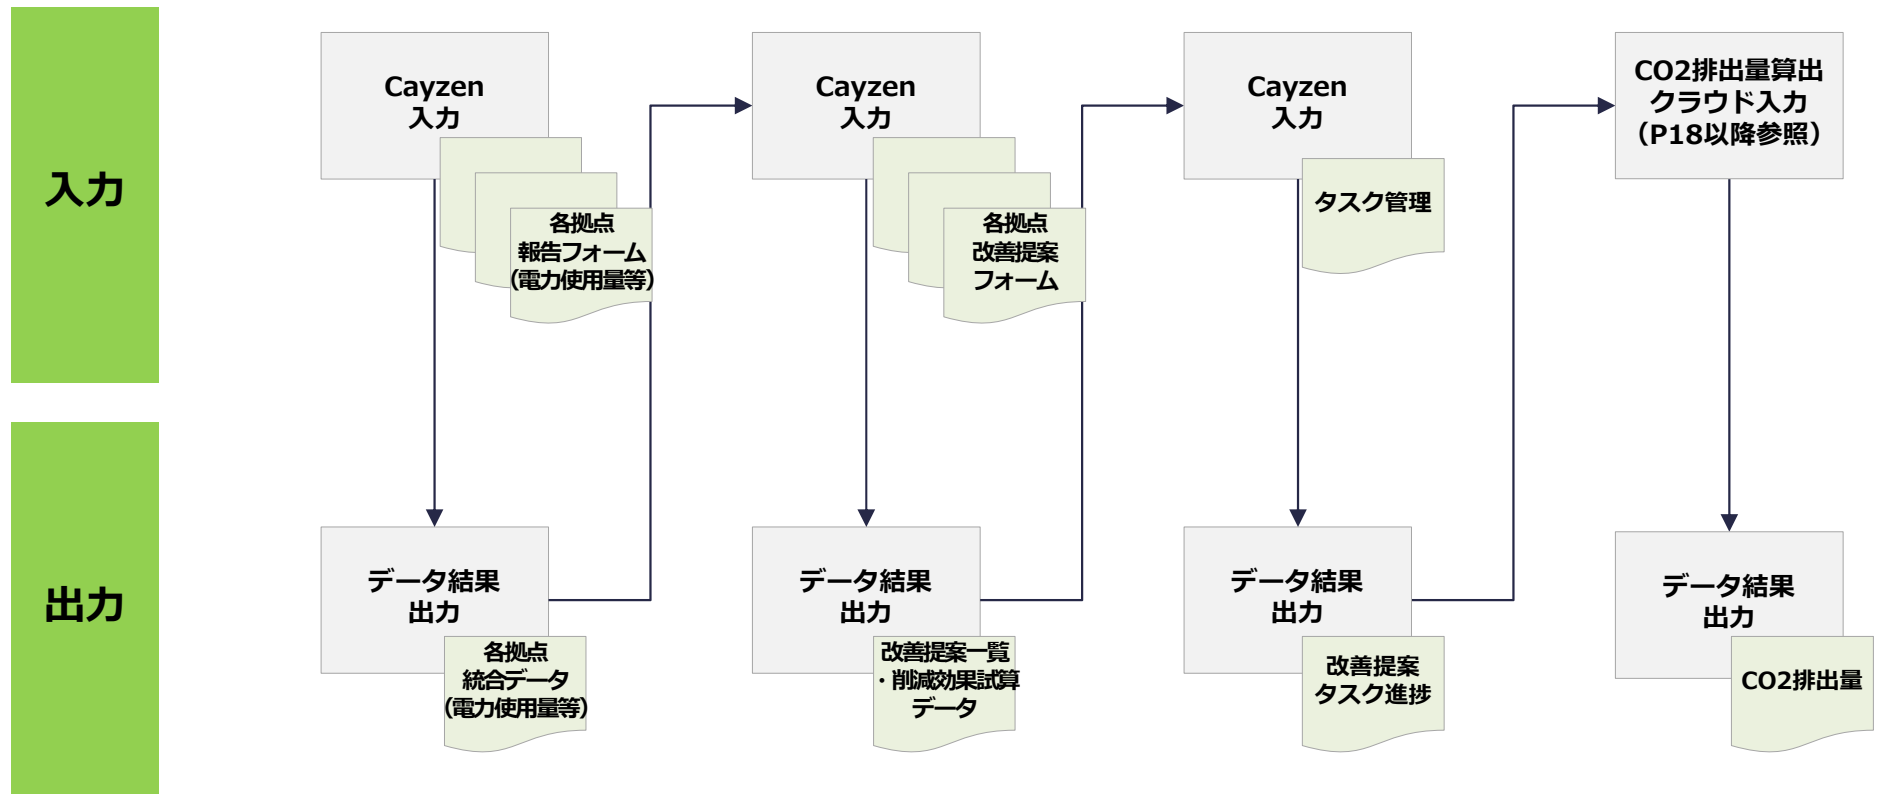 入力
Cayzen
入力
各拠点
報告フォーム
（電力使用量等）
Cayzen
入力
各拠点
改善提案
フォーム
Cayzen
入力
タスク管理
CO2排出量算出
クラウド入力
（P18以降参照）
出力
データ結果
出力
各拠点
統合データ
（電力使用量等）
データ結果
出力
改善提案一覧
・削減効果試算
データ
データ結果
出力
改善提案
タスク進捗
データ結果
出力
CO2排出量